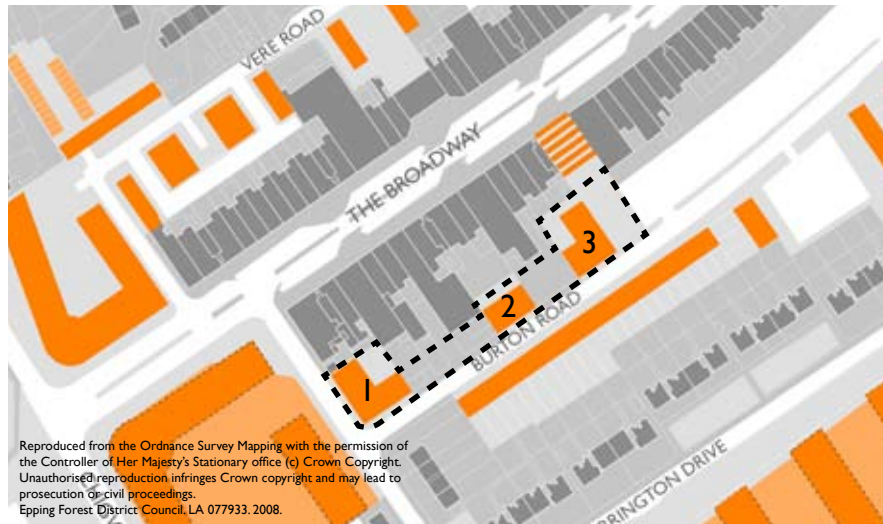 VERE ROAD
THE BROADWAY
3
2
BURTON ROAD
1
Reproduced from the Ordnance Survey Mapping with the permission of
the Controller of Her Majesty's Stationary office (c) Crown Copyright.
Unauthorised reproduction infringes Crown copyright and may lead to
prosecution or civil proceedings.
Epping Forest District Council. LA 077933. 2008.
RRINGTON DRIVE